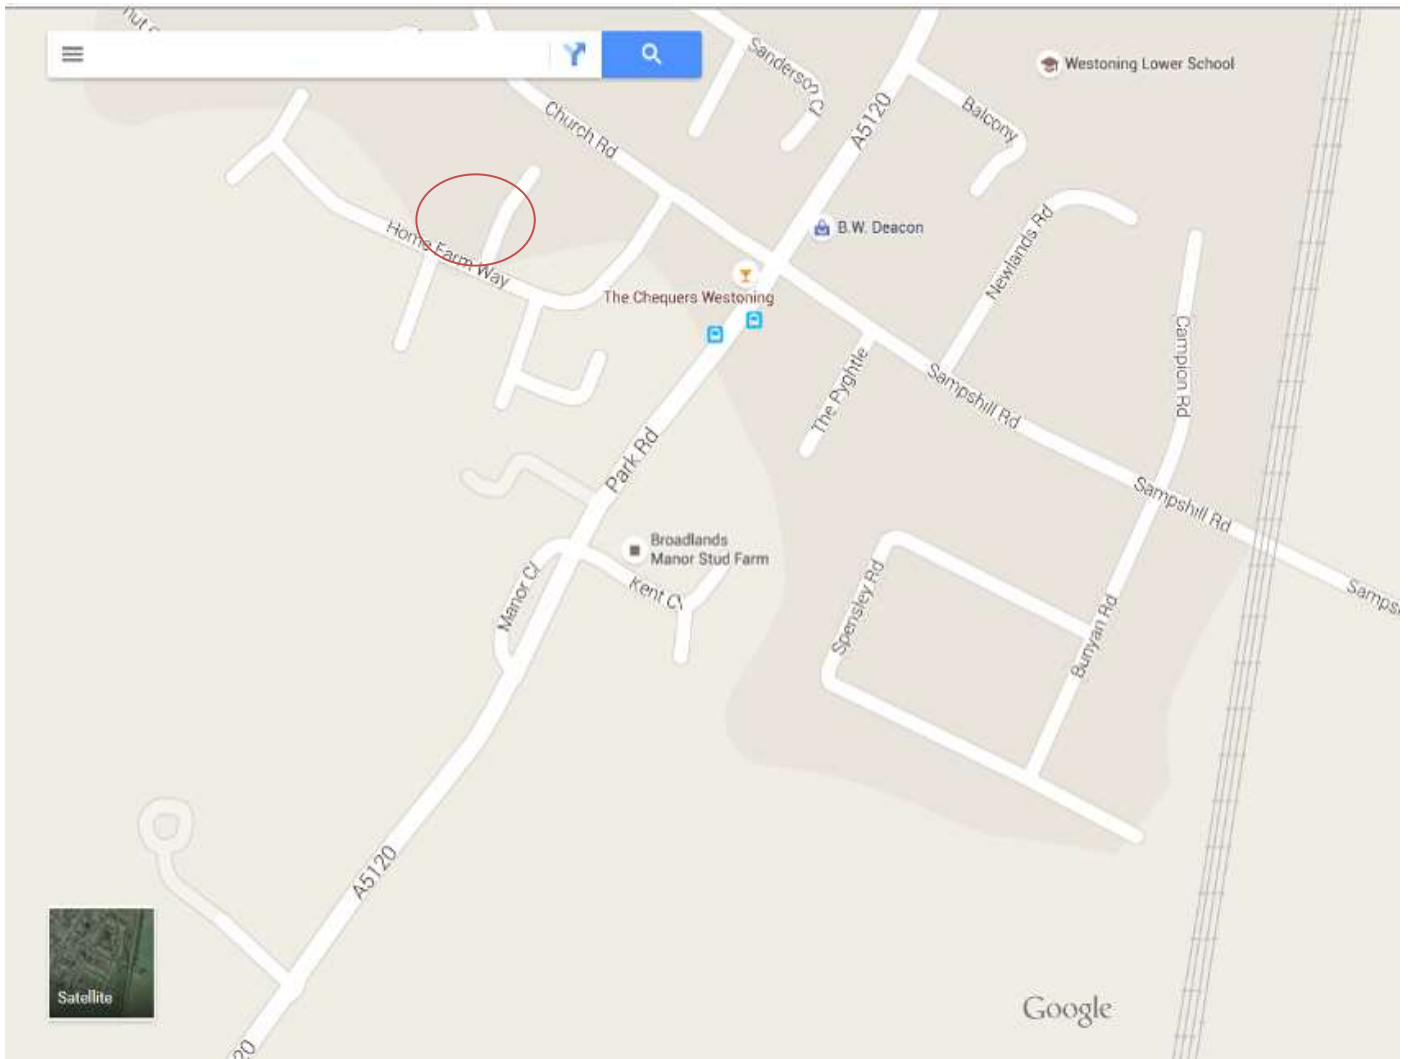 Sanderson Cl
Westoning Lower School
Church Rd
A5120
Balcony
B.W. Deacon
Home Farm Way
Newlands Rd
The Chequers Westoning
Campion Rd
The Pyghtle
Sampshill Rd
Park Rd
Sampshill Rd
Broadlands
Manor Stud Farm
Manor Cl
Kent Cl
Spensley Rd
Bunyan Rd
Samps
A5120
Satellite
Google
20